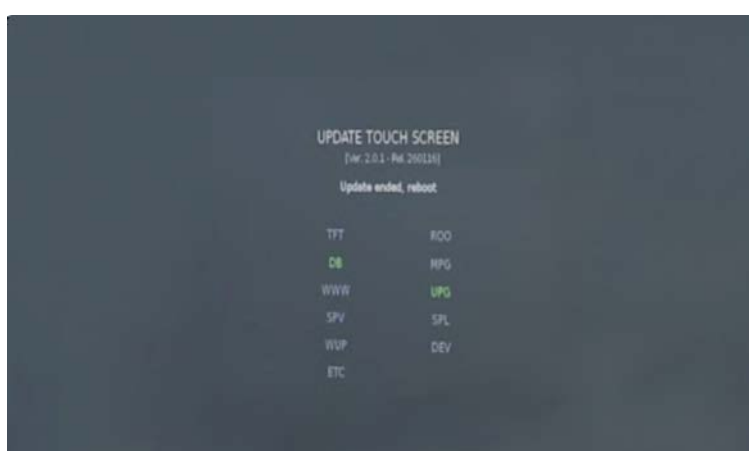 UPDATE TOUCH SCREEN
[Ver. 2.0.1 - Rel. 260116]
Update ended, reboot
TFT ROO
DB MPG
WWW UPG
SPV SPL
WUP DEV
ETC